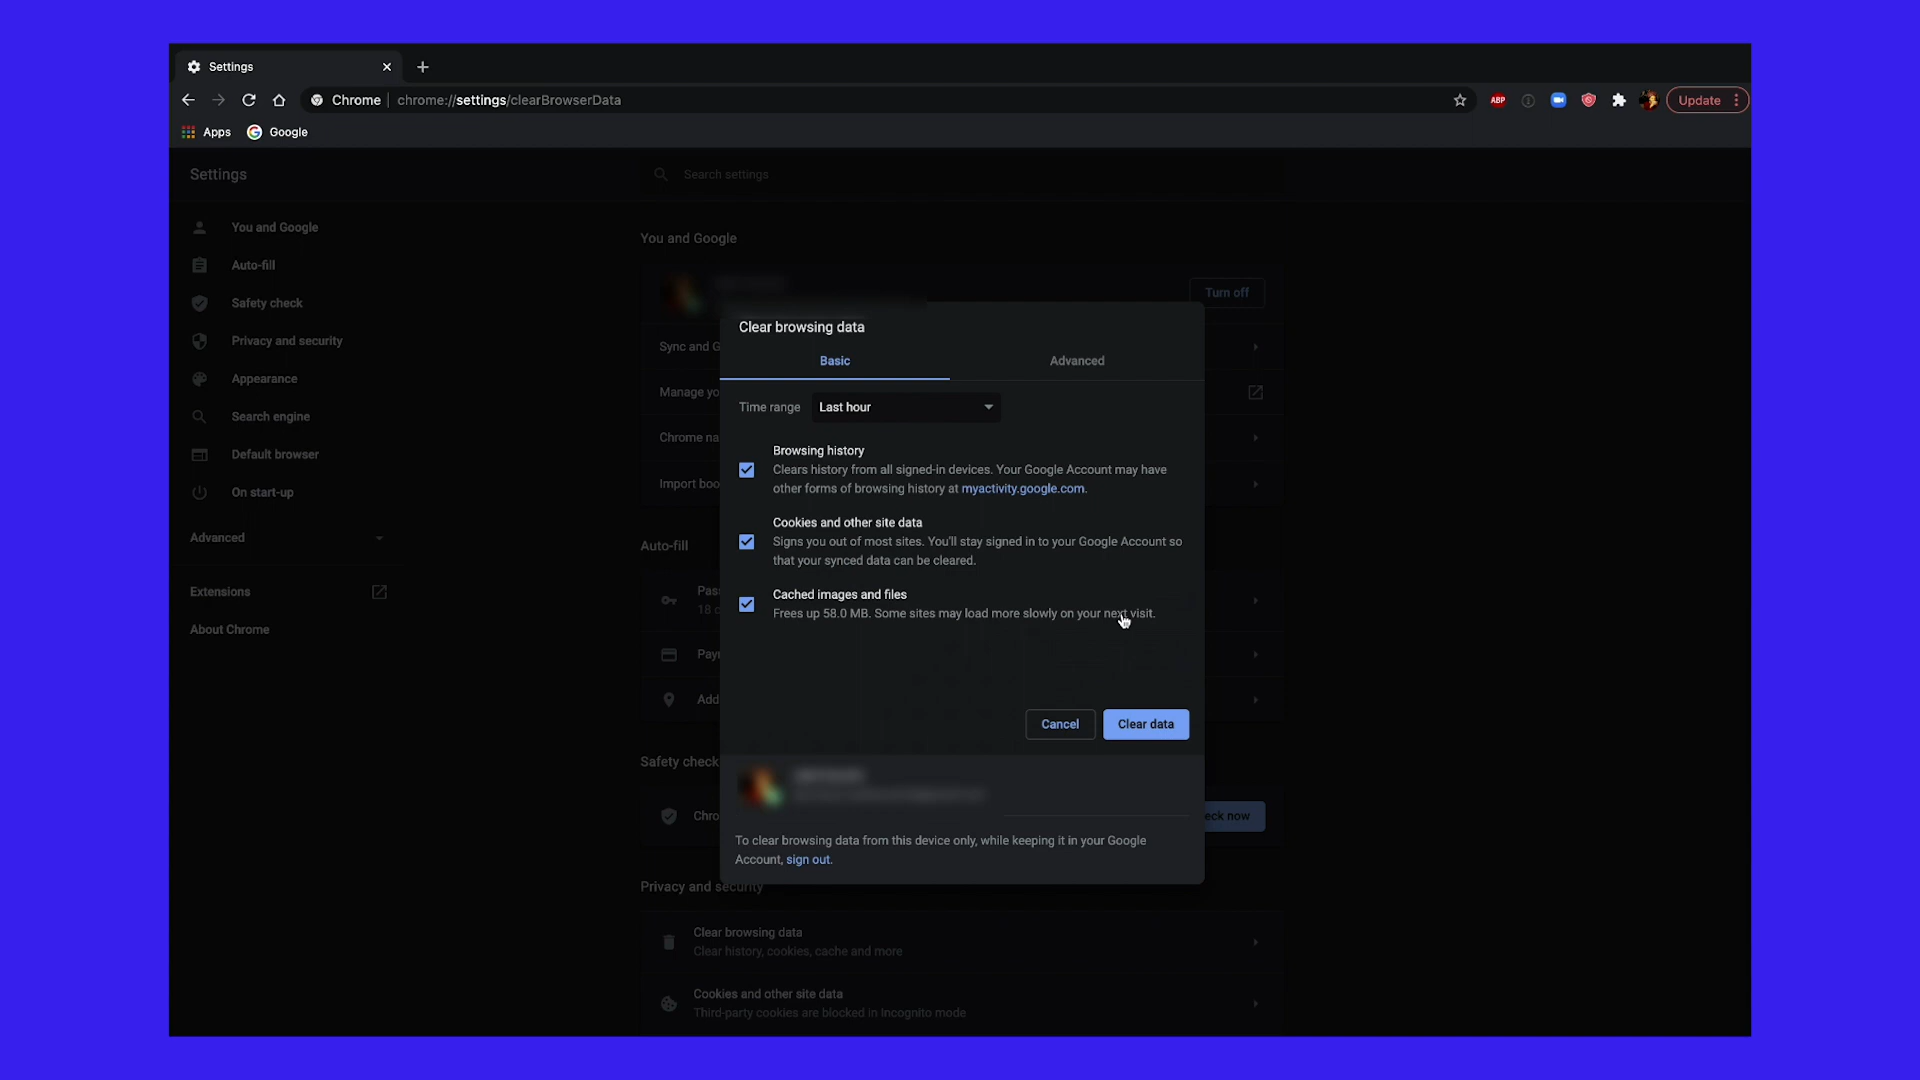 Settings
Chrome chrome://settings/clearBrowserData
ABP
Update
Apps Google
Settings
Search settings
You and Google
Auto-fill
Safety check
Privacy and security
Appearance
Search engine
Default browser
On start-up
Advanced
Extensions
About Chrome
You and Google
Turn off
Sync and G
Manage yo
Chrome na
Import boo
Auto-fill
Pas
18 c
Pay
Add
Safety check
Chro
eck now
Privacy and security
Clear browsing data
Clear history, cookies, cache and more
Cookies and other site data
Third-party cookies are blocked in Incognito mode
Clear browsing data
Basic Advanced
Time range Last hour
Browsing history
Clears history from all signed-in devices. Your Google Account may have
other forms of browsing history at myactivity.google.com.
Cookies and other site data
Signs you out of most sites. You'll stay signed in to your Google Account so
that your synced data can be cleared.
Cached images and files
Frees up 58.0 MB. Some sites may load more slowly on your next visit.
Cancel Clear data
To clear browsing data from this device only, while keeping it in your Google
Account, sign out.